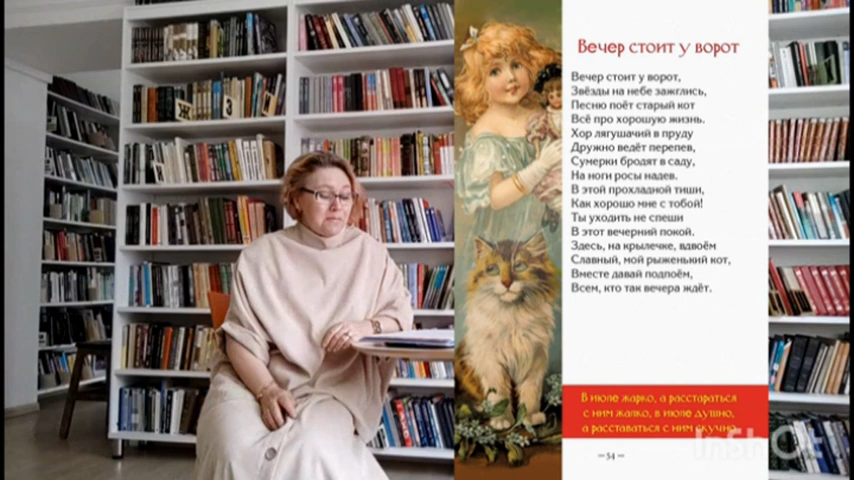 Вечер стоит у ворот
Вечер стоит у ворот,
Звёзды на небе зажглись,
Песню поёт старый кот
Всё про хорошую жизнь.
Хор лягушачий в пруду
Дружно ведёт перепев,
Сумерки бродят в саду,
На ноги росы надев.
В этой прохладной тиши,
Как хорошо мне с тобой!
Ты уходить не спеши
В этот вечерний покой.
Здесь, на крылечке, вдвоём
Славный, мой рыженький кот,
Вместе давай подпоём,
Всем, кто так вечера ждёт.
В июле жарко, а расстараться
с ним жалко, в июле душно,
а расставаться с ним скучно
— 54 —
InShOt
Ж
З